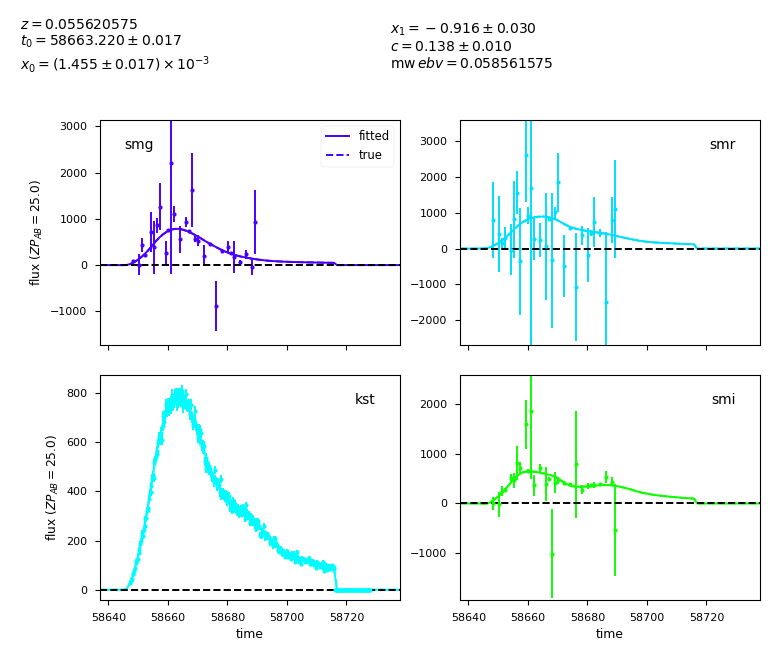 z = 0.055620575
t₀ = 58663.220 ± 0.017
x₀ = (1.455 ± 0.017) × 10⁻³
x₁ = −0.916 ± 0.030
c = 0.138 ± 0.010
mw ebv = 0.058561575
smg
fitted
true
3000
2000
1000
0
−1000
flux (ZP_AB = 25.0)
smr
3000
2000
1000
0
−1000
−2000
kst
800
600
400
200
0
flux (ZP_AB = 25.0)
58640 58660 58680 58700 58720
time
smi
2000
1000
0
−1000
58640 58660 58680 58700 58720
time